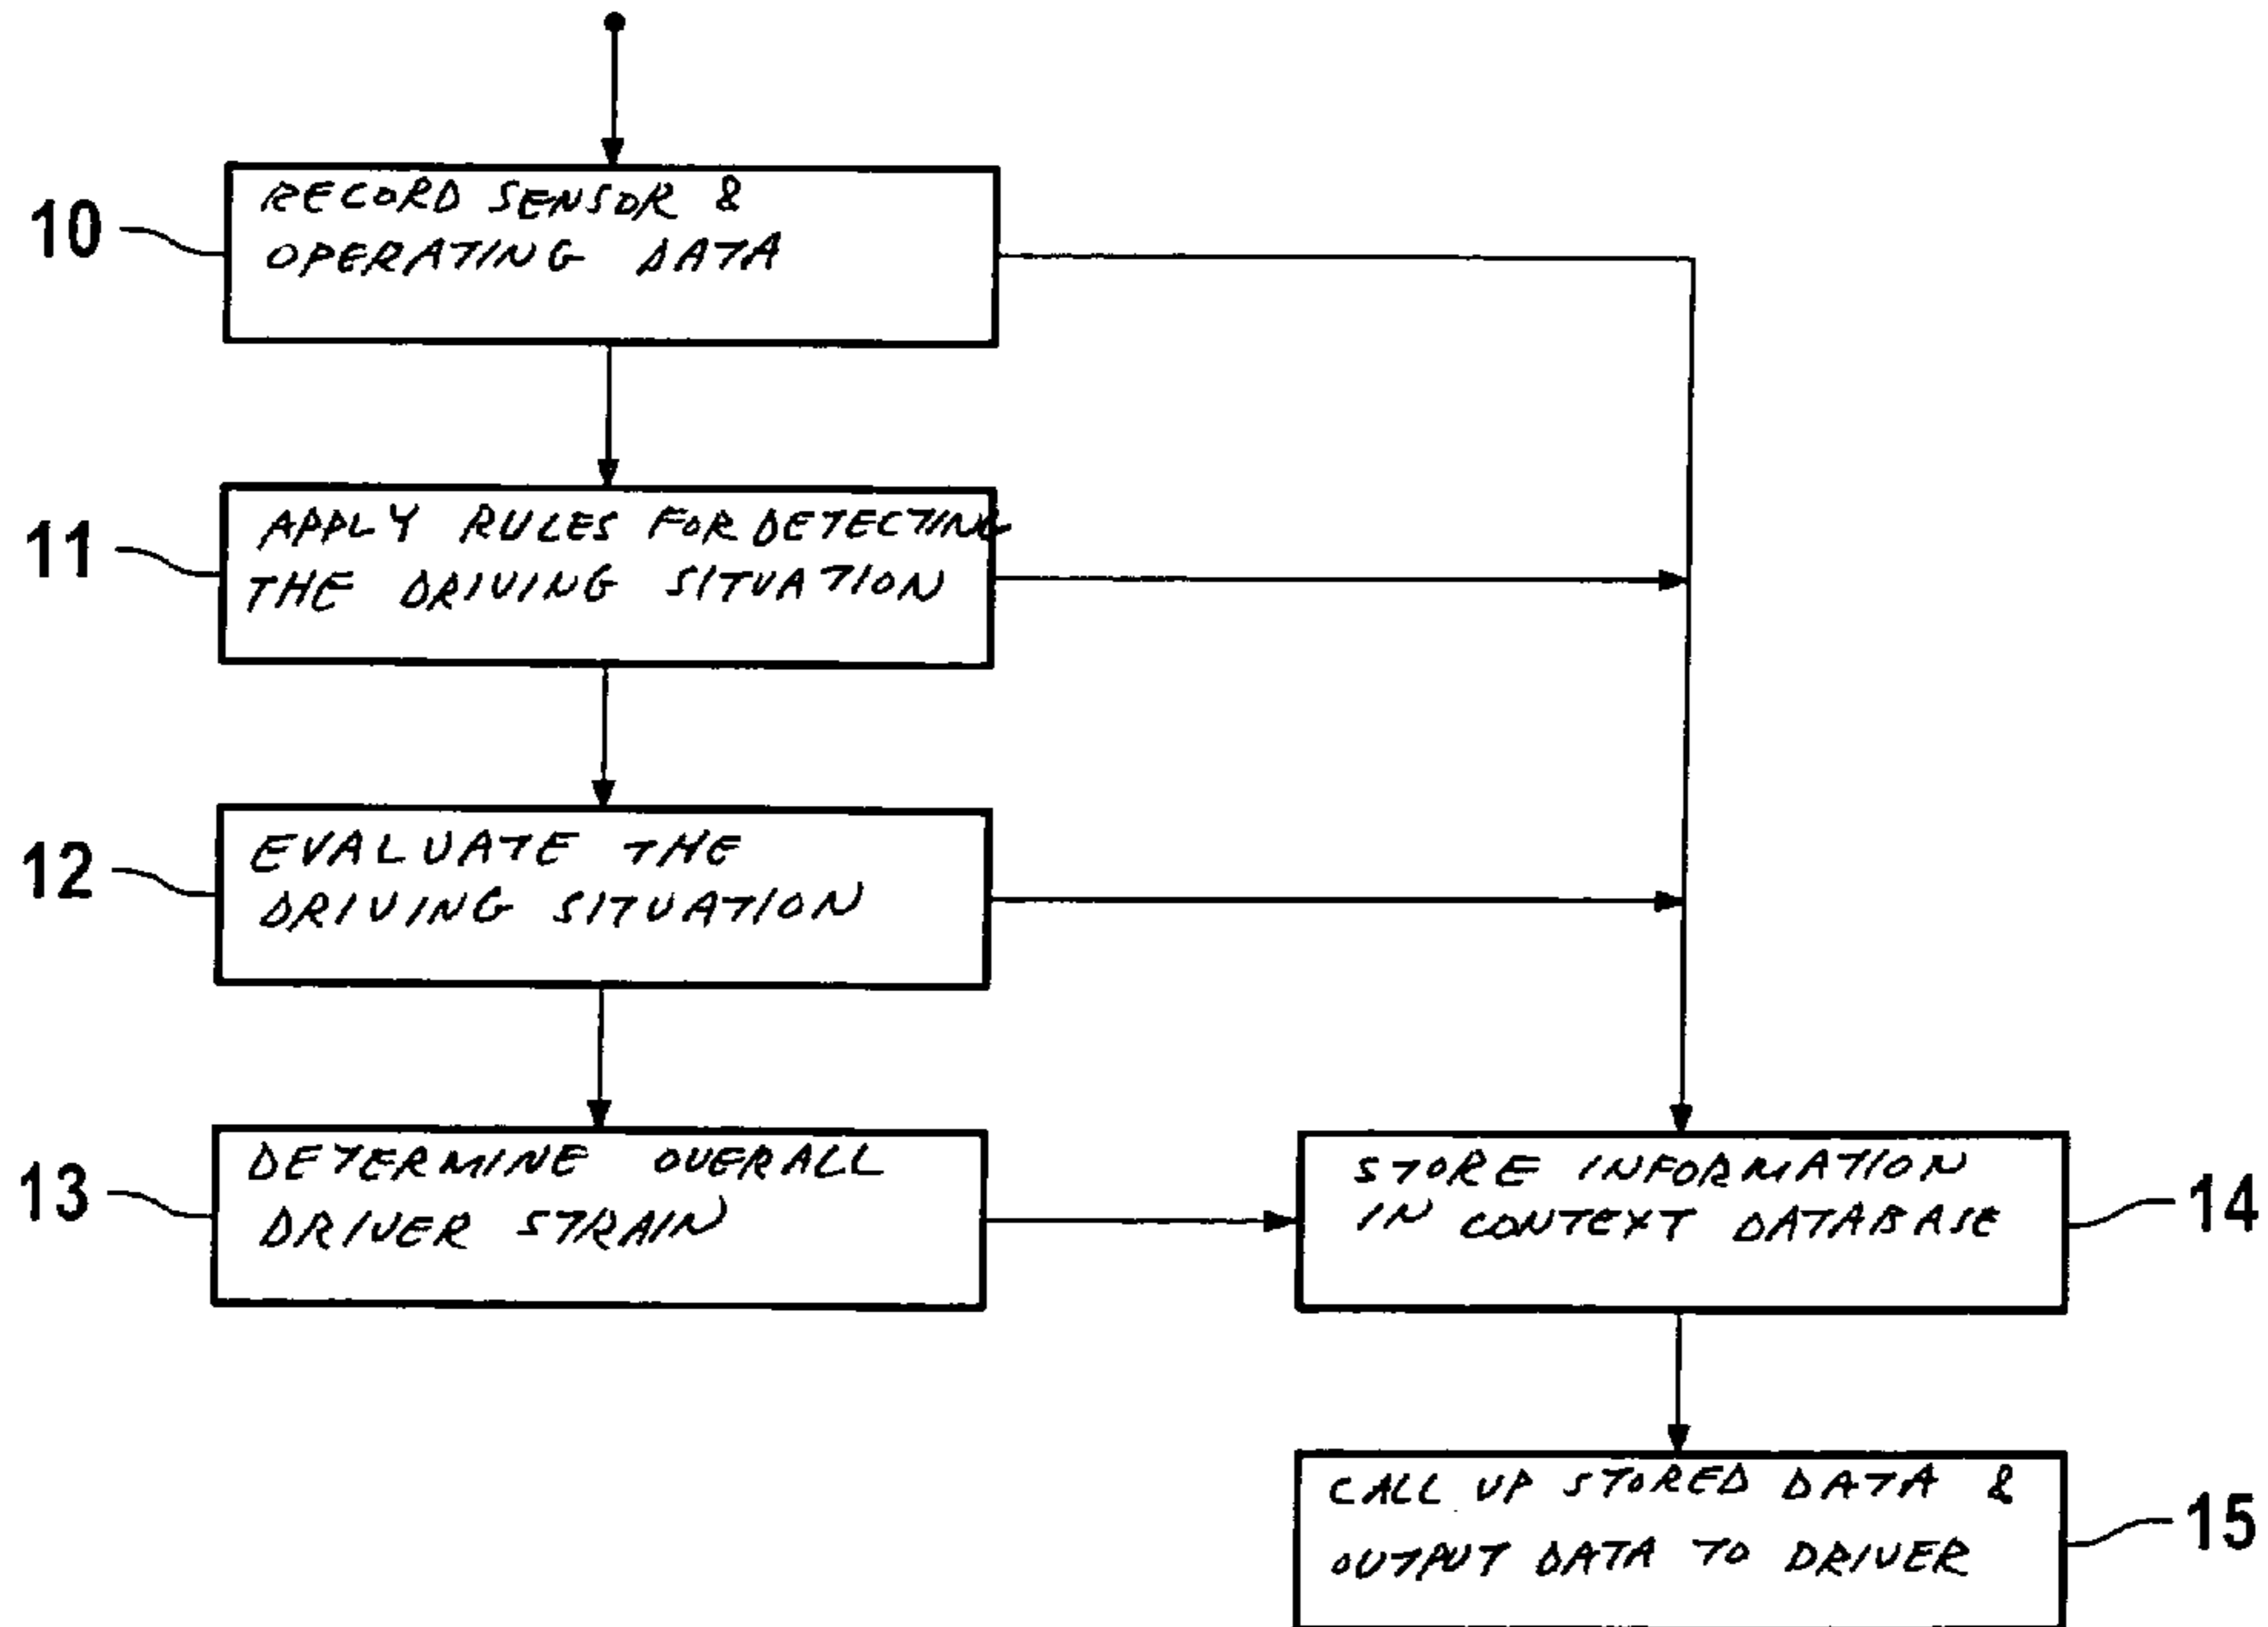 10
RECORD SENSOR &
OPERATING DATA
11
APPLY RULES FOR DETECTING
THE DRIVING SITUATION
12
EVALUATE THE
DRIVING SITUATION
13
DETERMINE OVERALL
DRIVER STRAIN
STORE INFORMATION
IN CONTEXT DATABASE
14
CALL UP STORED DATA &
OUTPUT DATA TO DRIVER
15